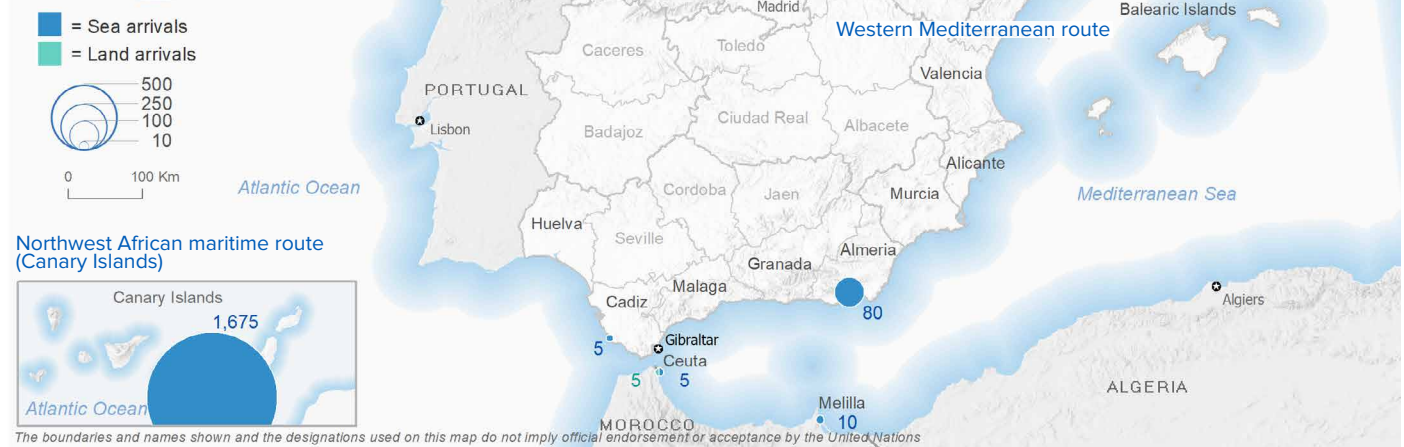 = Sea arrivals
= Land arrivals
500
250
100
10
0 100 Km
Madrid
Western Mediterranean route
Balearic Islands
Caceres
Toledo
Valencia
PORTUGAL
Lisbon
Badajoz
Ciudad Real
Albacete
Alicante
Atlantic Ocean
Cordoba
Jaen
Murcia
Mediterranean Sea
Huelva
Seville
Almeria
Granada
Northwest African maritime route
(Canary Islands)
Malaga
Cadiz
80
Algiers
Canary Islands
1,675
Atlantic Ocean
5
Gibraltar
Ceuta
5
5
ALGERIA
Melilla
10
MOROCCO
The boundaries and names shown and the designations used on this map do not imply official endorsement or acceptance by the United Nations